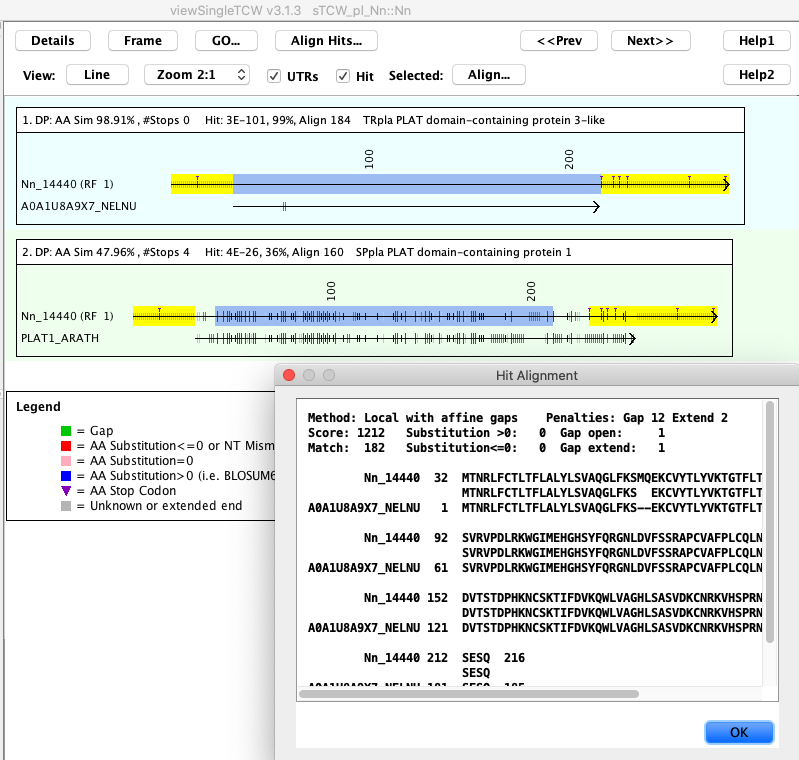 viewSingleTCW v3.1.3 sTCW_pl_Nn::Nn
Details Frame GO... Align Hits... <<Prev Next>> Help1
View: Line Zoom 2:1 UTRs Hit Selected: Align... Help2
1. DP: AA Sim 98.91% , #Stops 0 Hit: 3E-101, 99%, Align 184 TRpla PLAT domain-containing protein 3-like
100 200
Nn_14440 (RF 1)
A0A1U8A9X7_NELNU
2. DP: AA Sim 47.96% , #Stops 4 Hit: 4E-26, 36%, Align 160 SPpla PLAT domain-containing protein 1
100 200
Nn_14440 (RF 1)
PLAT1_ARATH
Legend
= Gap
= AA Substitution<=0 or NT Mism
= AA Substitution=0
= AA Substitution>0 (i.e. BLOSUM6
= AA Stop Codon
= Unknown or extended end
Hit Alignment
Method: Local with affine gaps Penalties: Gap 12 Extend 2
Score: 1212 Substitution >0: 0 Gap open: 1
Match: 182 Substitution<=0: 0 Gap extend: 1
Nn_14440 32 MTNRLFCTLTFLALYLSVAQGLFKSMQEKCVYTLYVKTGTFLT
MTNRLFCTLTFLALYLSVAQGLFKS EKCVYTLYVKTGTFLT
A0A1U8A9X7_NELNU 1 MTNRLFCTLTFLALYLSVAQGLFKS--EKCVYTLYVKTGTFLT
Nn_14440 92 SVRVPDLRKWGIMEHGHSYFQRGNLDVFSSRAPCVAFPLCQLN
SVRVPDLRKWGIMEHGHSYFQRGNLDVFSSRAPCVAFPLCQLN
A0A1U8A9X7_NELNU 61 SVRVPDLRKWGIMEHGHSYFQRGNLDVFSSRAPCVAFPLCQLN
Nn_14440 152 DVTSTDPHKNCSKTIFDVKQWLVAGHLSASVDKCNRKVHSPRN
DVTSTDPHKNCSKTIFDVKQWLVAGHLSASVDKCNRKVHSPRN
A0A1U8A9X7_NELNU 121 DVTSTDPHKNCSKTIFDVKQWLVAGHLSASVDKCNRKVHSPRN
Nn_14440 212 SESQ 216
SESQ
A0A1U8A9X7_NELNU 181 SESQ 185
OK